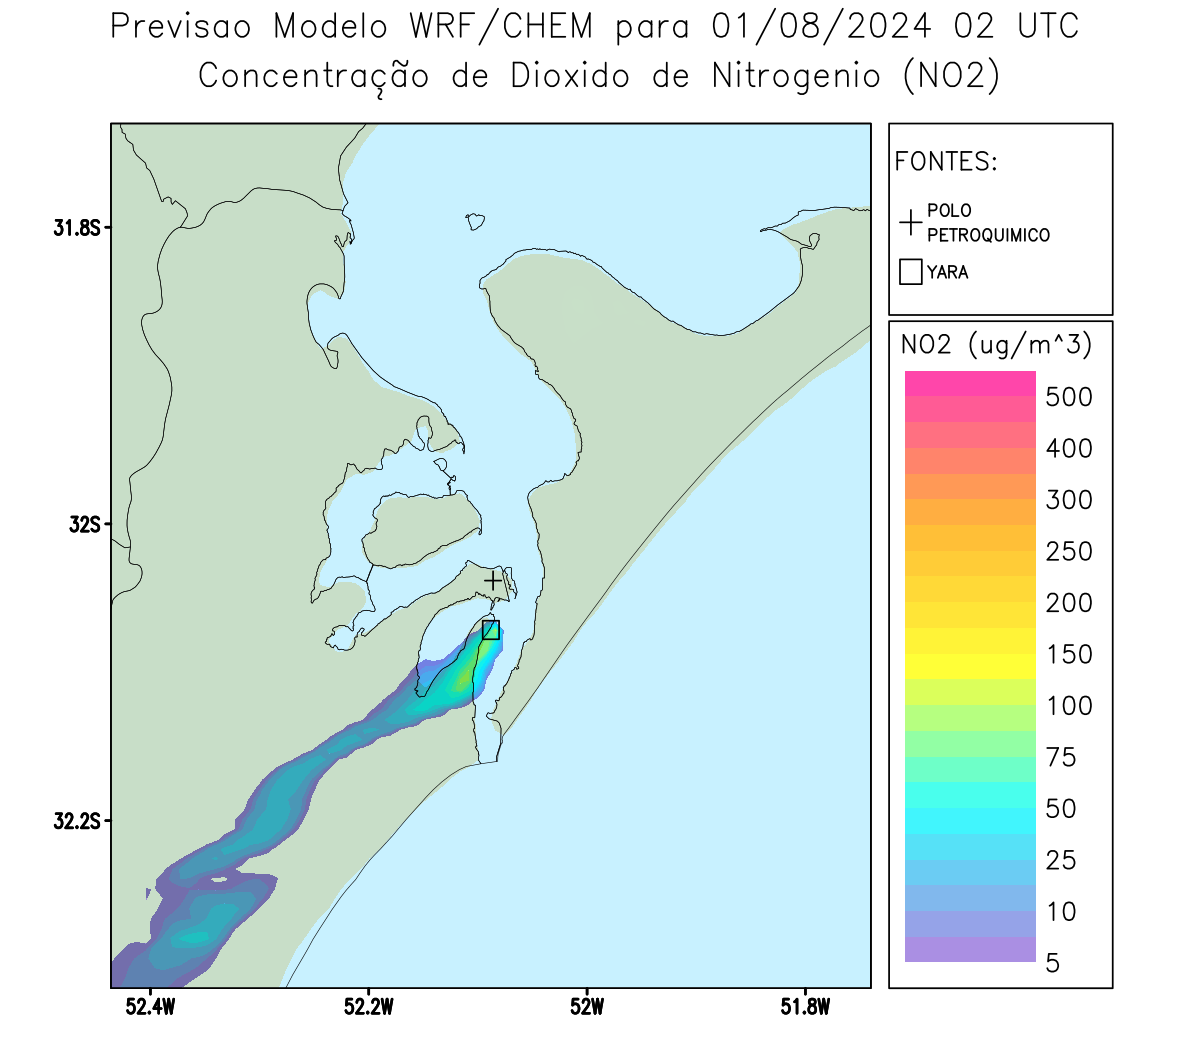 Previsao Modelo WRF/CHEM para 01/08/2024 02 UTC
Concentração de Dioxido de Nitrogenio (NO2)
FONTES:
POLO
PETROQUIMICO
YARA
NO2 (ug/m^3)
500
400
300
250
200
150
100
75
50
25
10
5
31.8S
32S
32.2S
52.4W
52.2W
52W
51.8W